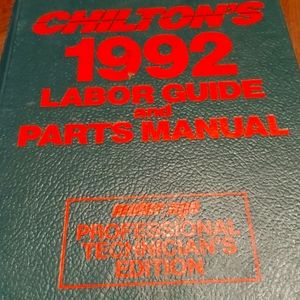 CHILTON'S
1992
LABOR GUIDE
and
PARTS MANUAL
PROFESSIONAL
TECHNICIAN'S
EDITION